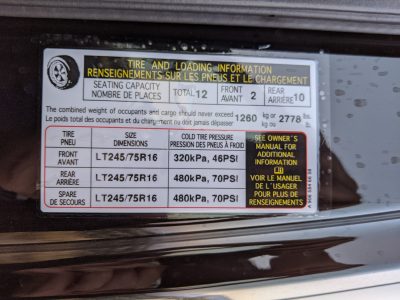 TIRE AND LOADING INFORMATION
RENSEIGNEMENTS SUR LES PNEUS ET LE CHARGEMENT
SEATING CAPACITY TOTAL 12 FRONT 2 REAR 10
NOMBRE DE PLACES AVANT ARRIÈRE
The combined weight of occupants and cargo should never exceed 1260 kg or 2778 lbs.
Le poids total des occupants et du chargement ne doit jamais dépasser kg ou lb.
TIRE SIZE COLD TIRE PRESSURE
PNEU DIMENSIONS PRESSION DES PNEUS À FROID
FRONT AVANT LT245/75R16 320kPa, 46PSI
REAR ARRIÈRE LT245/75R16 480kPa, 70PSI
SPARE DE SECOURS LT245/75R16 480kPa, 70PSI
SEE OWNER'S
MANUAL FOR
ADDITIONAL
INFORMATION
VOIR LE MANUEL
DE L'USAGER
POUR PLUS DE
RENSEIGNEMENTS